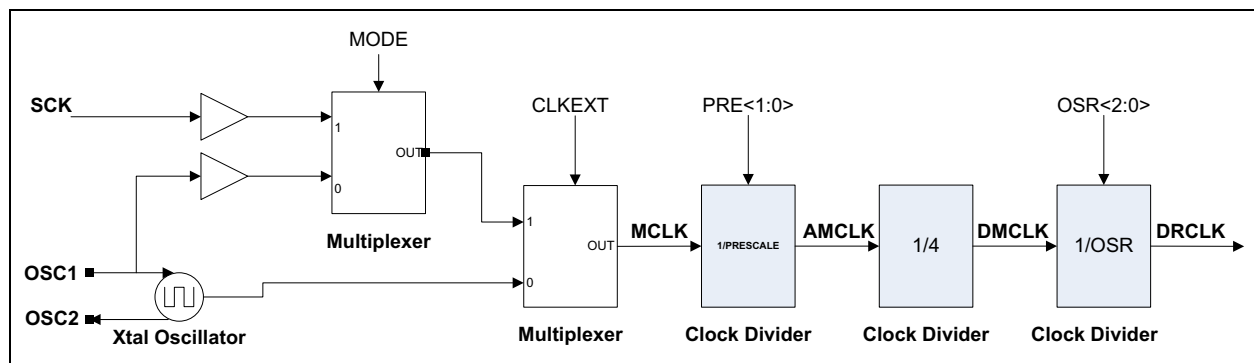 MODE
SCK
1
OUT
0
Multiplexer
CLKEXT
PRE<1:0>
OSR<2:0>
1
OUT
0
Multiplexer
MCLK
1/PRESCALE
Clock Divider
AMCLK
1/4
Clock Divider
DMCLK
1/OSR
Clock Divider
DRCLK
OSC1
OSC2
Xtal Oscillator